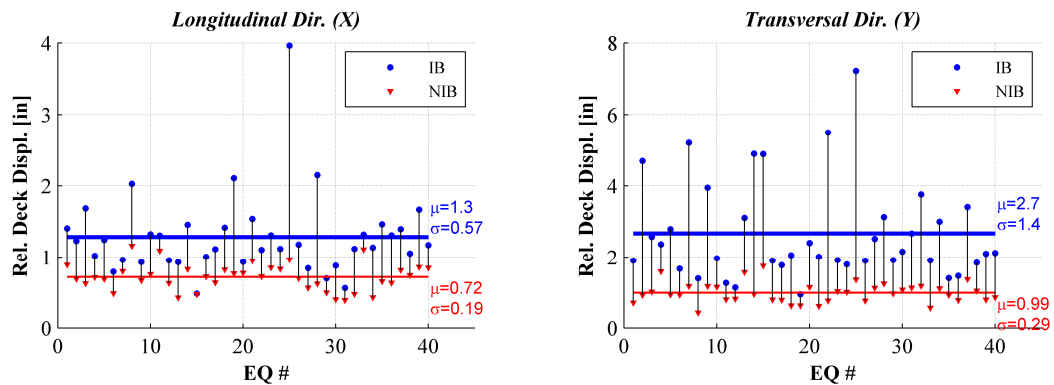 Longitudinal Dir. (X)
Rel. Deck Displ. [in]
4
3
2
1
0
0
10
20
30
40
EQ #
IB
NIB
μ=1.3
σ=0.57
μ=0.72
σ=0.19
Transversal Dir. (Y)
Rel. Deck Displ. [in]
8
6
4
2
0
0
10
20
30
40
EQ #
IB
NIB
μ=2.7
σ=1.4
μ=0.99
σ=0.29